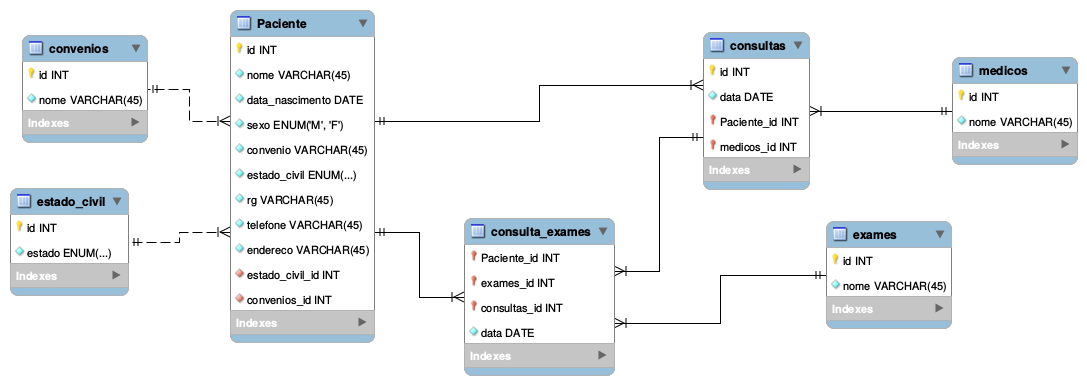 convenios
id INT
nome VARCHAR(45)
Indexes
estado_civil
id INT
estado ENUM(...)
Indexes
Paciente
id INT
nome VARCHAR(45)
data_nascimento DATE
sexo ENUM('M', 'F')
convenio VARCHAR(45)
estado_civil ENUM(...)
rg VARCHAR(45)
telefone VARCHAR(45)
endereco VARCHAR(45)
estado_civil_id INT
convenios_id INT
Indexes
consulta_exames
Paciente_id INT
exames_id INT
consultas_id INT
data DATE
Indexes
consultas
id INT
data DATE
Paciente_id INT
medicos_id INT
Indexes
medicos
id INT
nome VARCHAR(45)
Indexes
exames
id INT
nome VARCHAR(45)
Indexes